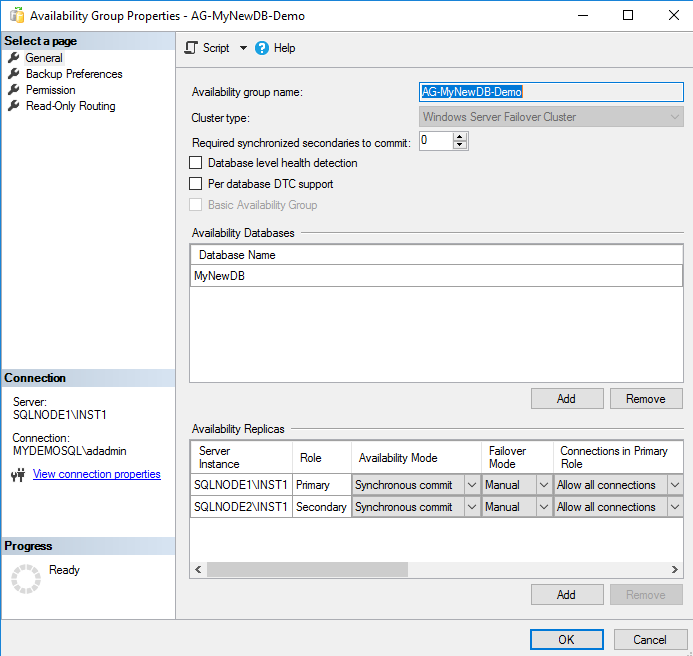 Availability Group Properties - AG-MyNewDB-Demo
Select a page
General
Backup Preferences
Permission
Read-Only Routing
Connection
Server:
SQLNODE1\INST1
Connection:
MYDEMOSQL\adadmin
View connection properties
Progress
Ready
Script Help
Availability group name: AG-MyNewDB-Demo
Cluster type: Windows Server Failover Cluster
Required synchronized secondaries to commit: 0
Database level health detection
Per database DTC support
Basic Availability Group
Availability Databases
Database Name
MyNewDB
Add Remove
Availability Replicas
Server Instance Role Availability Mode Failover Mode Connections in Primary Role
SQLNODE1\INST1 Primary Synchronous commit Manual Allow all connections
SQLNODE2\INST1 Secondary Synchronous commit Manual Allow all connections
Add Remove
OK Cancel